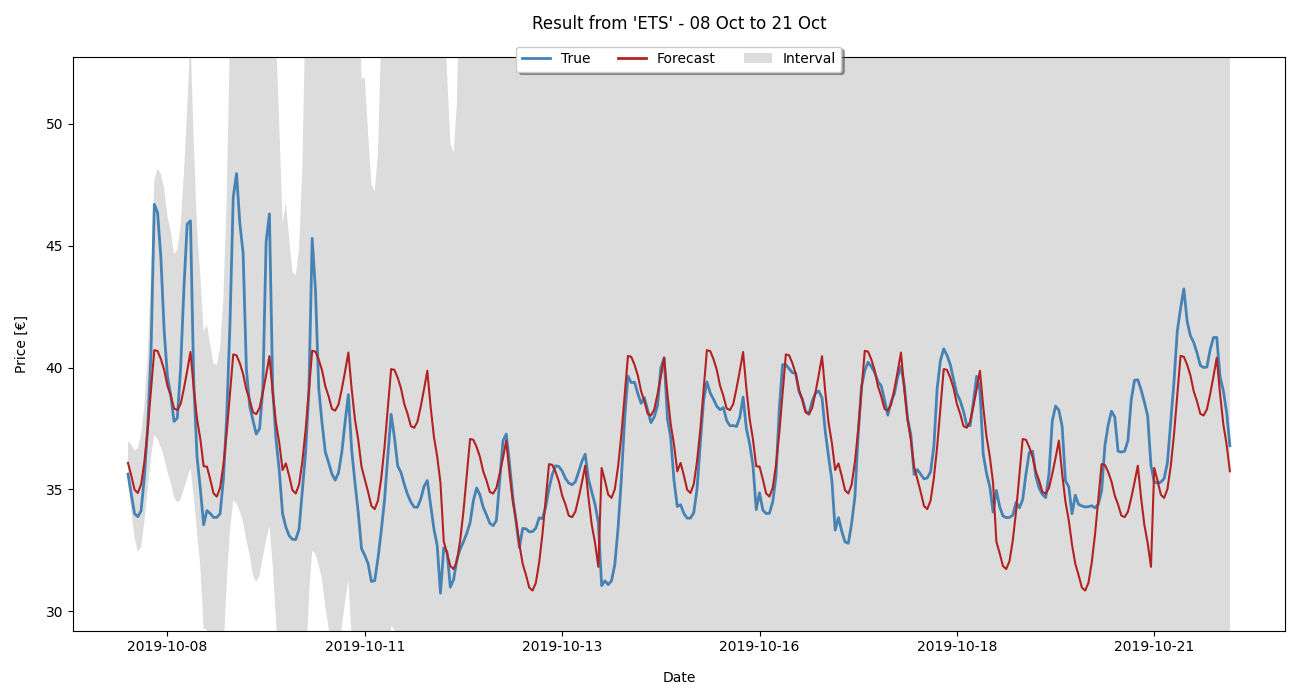 Result from 'ETS' - 08 Oct to 21 Oct
True Forecast Interval
50
45
40
35
30
Price [€]
2019-10-08 2019-10-11 2019-10-13 2019-10-16 2019-10-18 2019-10-21
Date